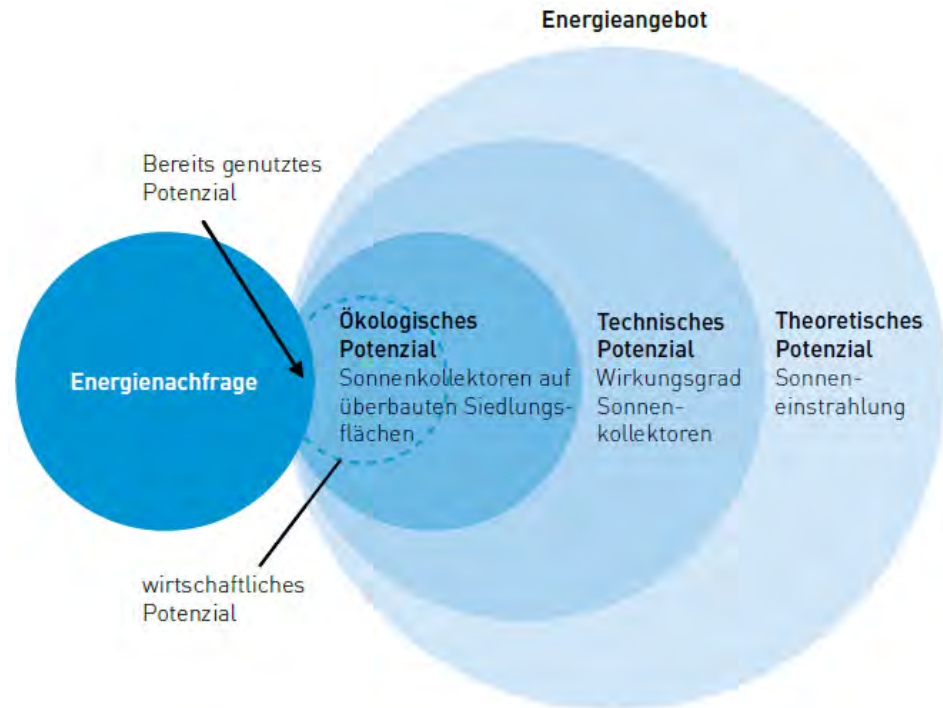 Energieangebot
Bereits genutztes
Potenzial
Energienachfrage
Ökologisches
Potenzial
Sonnenkollektoren auf
überbauten Siedlungs-
flächen
Technisches
Potenzial
Wirkungsgrad
Sonnen-
kollektoren
Theoretisches
Potenzial
Sonnen-
einstrahlung
wirtschaftliches
Potenzial